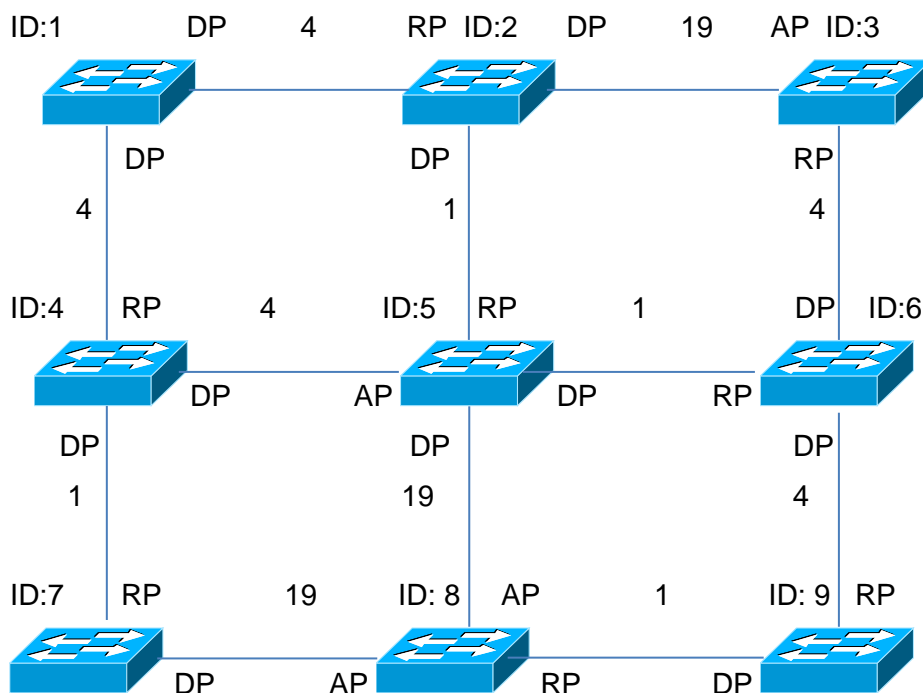 ID:1 DP 4 RP ID:2 DP 19 AP ID:3
DP DP RP
4 1 4
ID:4 RP 4 ID:5 RP 1 DP ID:6
DP AP DP RP
DP DP DP
1 19 4
ID:7 RP 19 ID: 8 AP 1 ID: 9 RP
DP AP RP DP